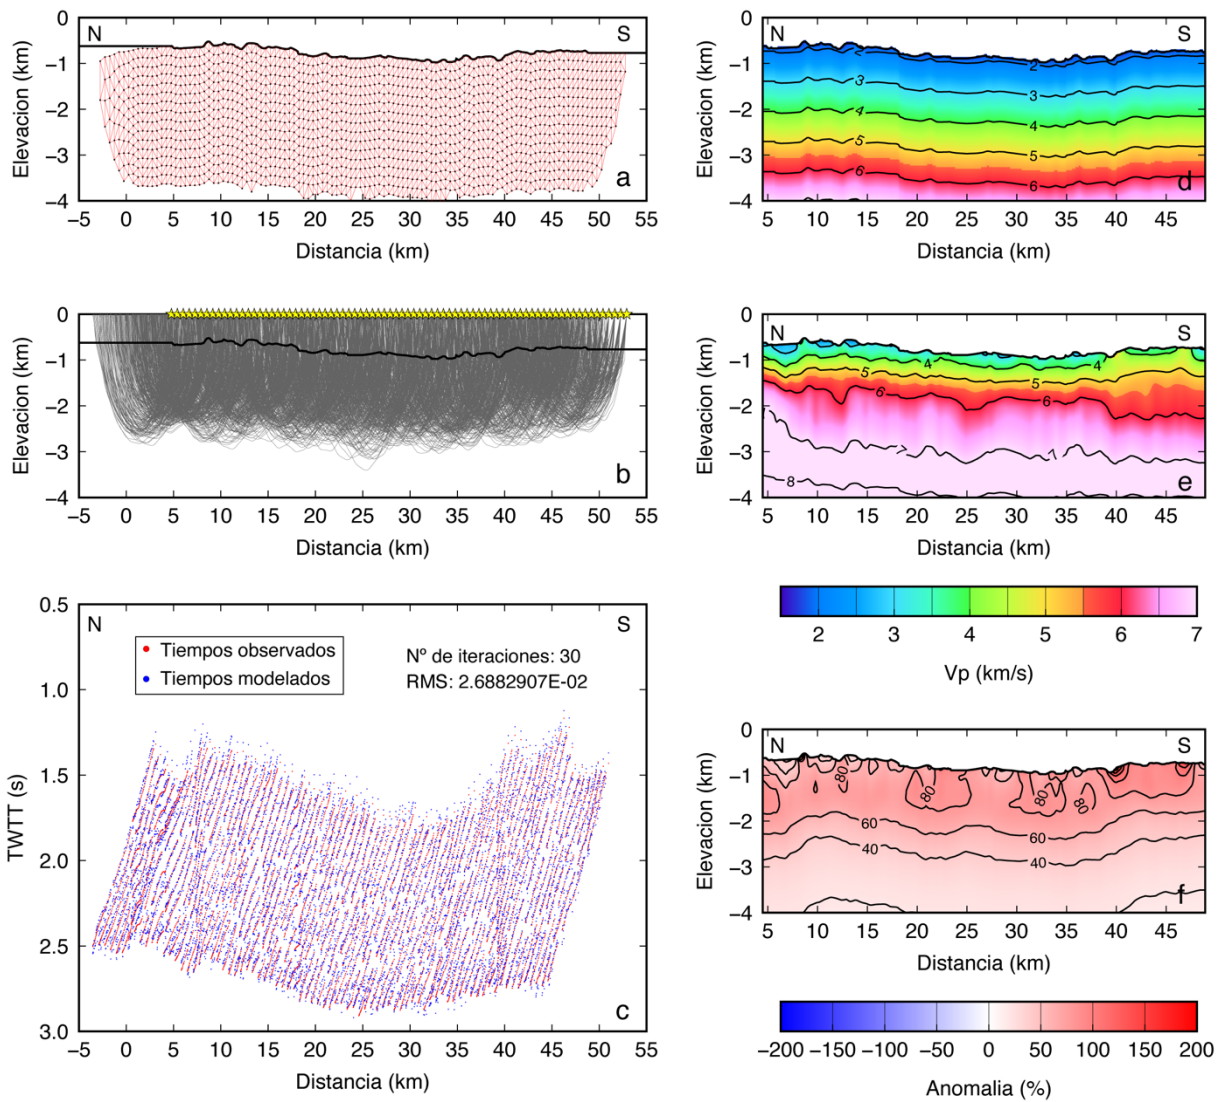 N S
Elevacion (km)
0
−1
−2
−3
−4
a
−5 0 5 10 15 20 25 30 35 40 45 50 55
Distancia (km)
N S
Elevacion (km)
0
−1
−2
−3
−4
b
−5 0 5 10 15 20 25 30 35 40 45 50 55
Distancia (km)
N S
TWTT (s)
0.5
1.0
1.5
2.0
2.5
3.0
Tiempos observados
Tiempos modelados
Nº de iteraciones: 30
RMS: 2.6882907E-02
c
−5 0 5 10 15 20 25 30 35 40 45 50 55
Distancia (km)
N S
Elevacion (km)
0
−1
−2
−3
−4
2 2
3 3
4 4
5 5
6 6
d
5 10 15 20 25 30 35 40 45
Distancia (km)
N S
Elevacion (km)
0
−1
−2
−3
−4
4 4
5 5
6 6
7 7 7
8
e
5 10 15 20 25 30 35 40 45
Distancia (km)
2 3 4 5 6 7
Vp (km/s)
N S
Elevacion (km)
0
−1
−2
−3
−4
80 80 80 80
60 60
40 40
f
5 10 15 20 25 30 35 40 45
Distancia (km)
−200 −150 −100 −50 0 50 100 150 200
Anomalia (%)